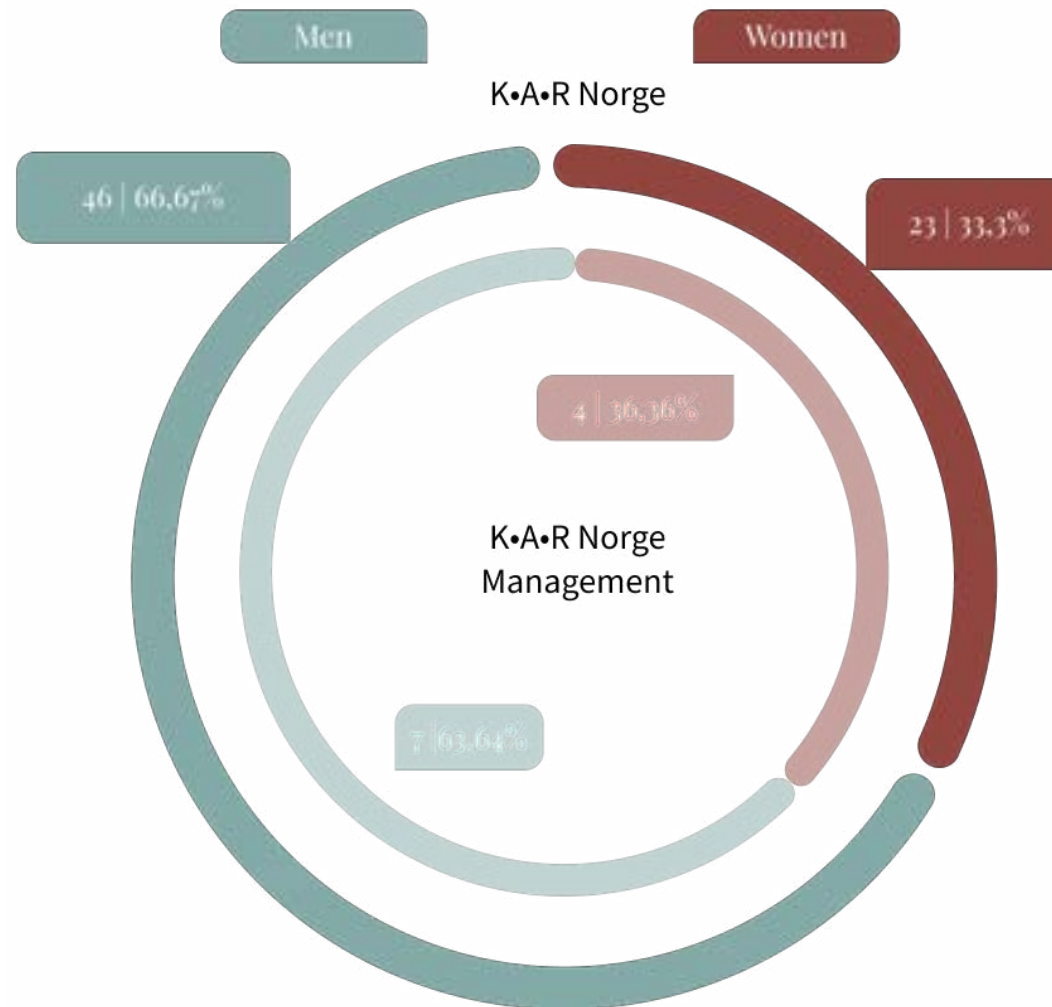 Men
Women
K•A•R Norge
46 | 66,67%
23 | 33,3%
4 | 36,36%
K•A•R Norge
Management
7 | 63,64%